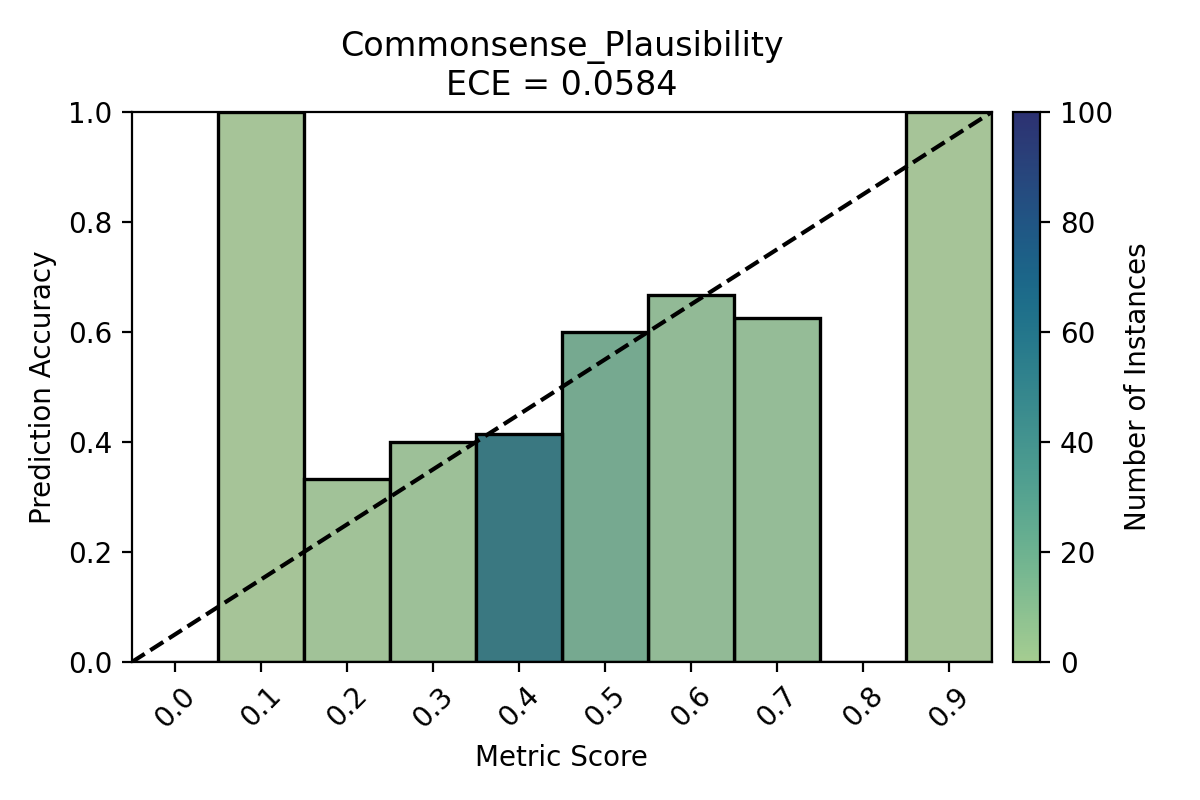 Commonsense_Plausibility
ECE = 0.0584
1.0
0.8
0.6
0.4
0.2
0.0
Prediction Accuracy
0.0 0.1 0.2 0.3 0.4 0.5 0.6 0.7 0.8 0.9
Metric Score
100
80
60
40
20
0
Number of Instances